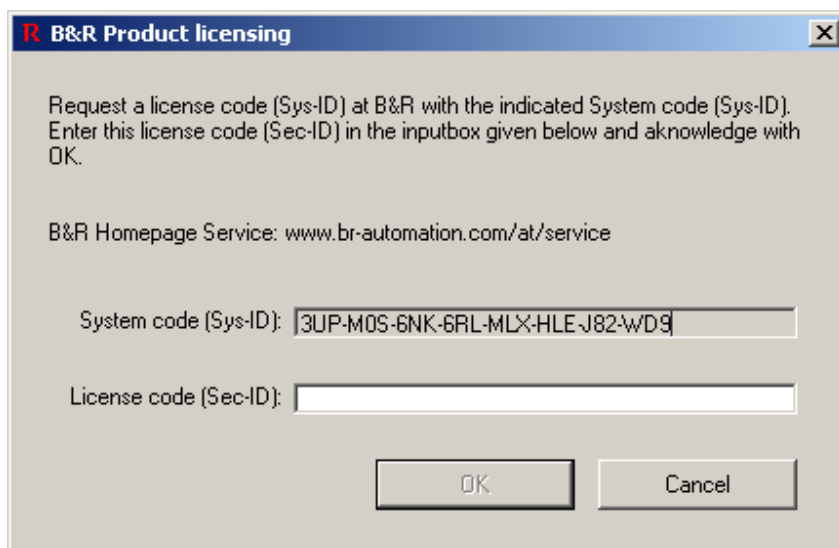 R B&R Product licensing
Request a license code (Sys-ID) at B&R with the indicated System code (Sys-ID).
Enter this license code (Sec-ID) in the inputbox given below and aknowledge with
OK.
B&R Homepage Service: www.br-automation.com/at/service
System code (Sys-ID): 3UP-M0S-6NK-6RL-MLX-HLE-J82-WD9
License code (Sec-ID):
OK Cancel